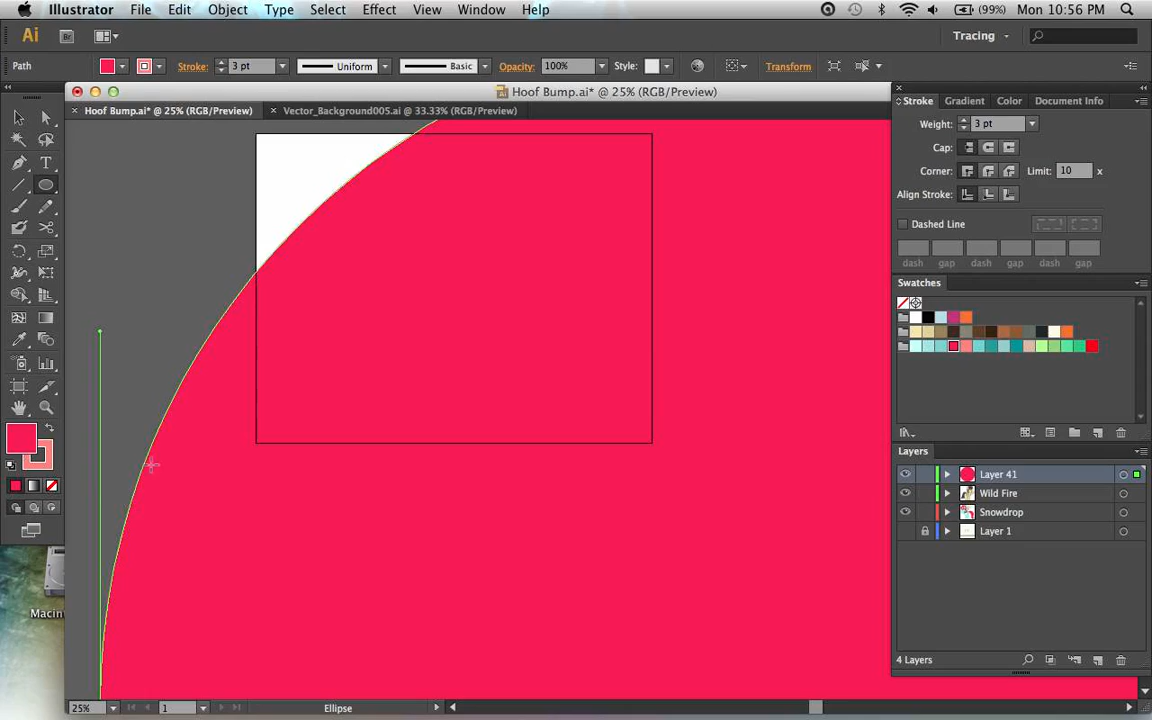 Illustrator File Edit Object Type Select Effect View Window Help (99%) Mon 10:56 PM
Ai Br Tracing
Path Stroke: 3 pt Uniform Basic Opacity: 100% Style: Transform
Hoof Bump.ai* @ 25% (RGB/Preview)
Hoof Bump.ai* @ 25% (RGB/Preview) Vector_Background005.ai @ 33.33% (RGB/Preview)
Stroke Gradient Color Document Info
Weight: 3 pt
Cap:
Corner: Limit: 10 x
Align Stroke:
Dashed Line
dash gap dash gap dash gap
Swatches
Layers
Layer 41
Wild Fire
Snowdrop
Layer 1
Macin
4 Layers
25% 1 Ellipse